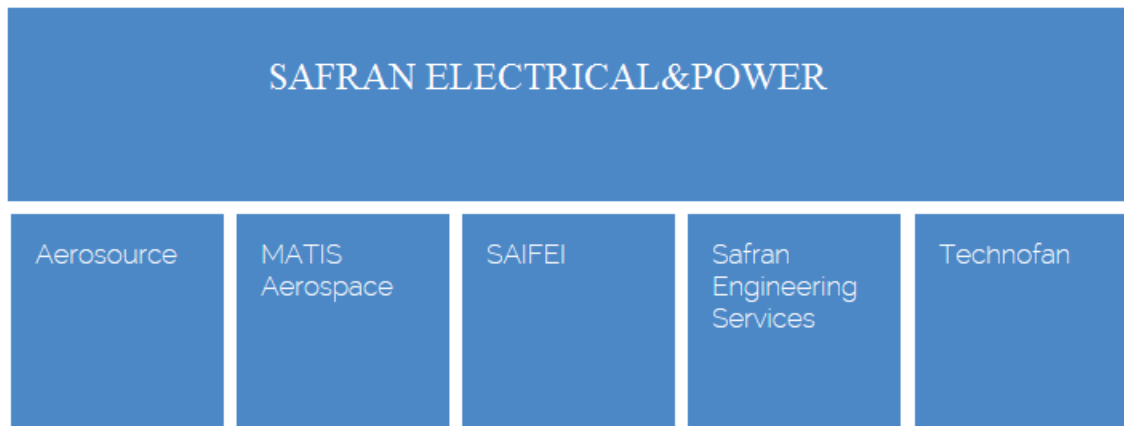 SAFRAN ELECTRICAL&POWER
Aerosource
MATIS
Aerospace
SAIFEI
Safran
Engineering
Services
Technofan